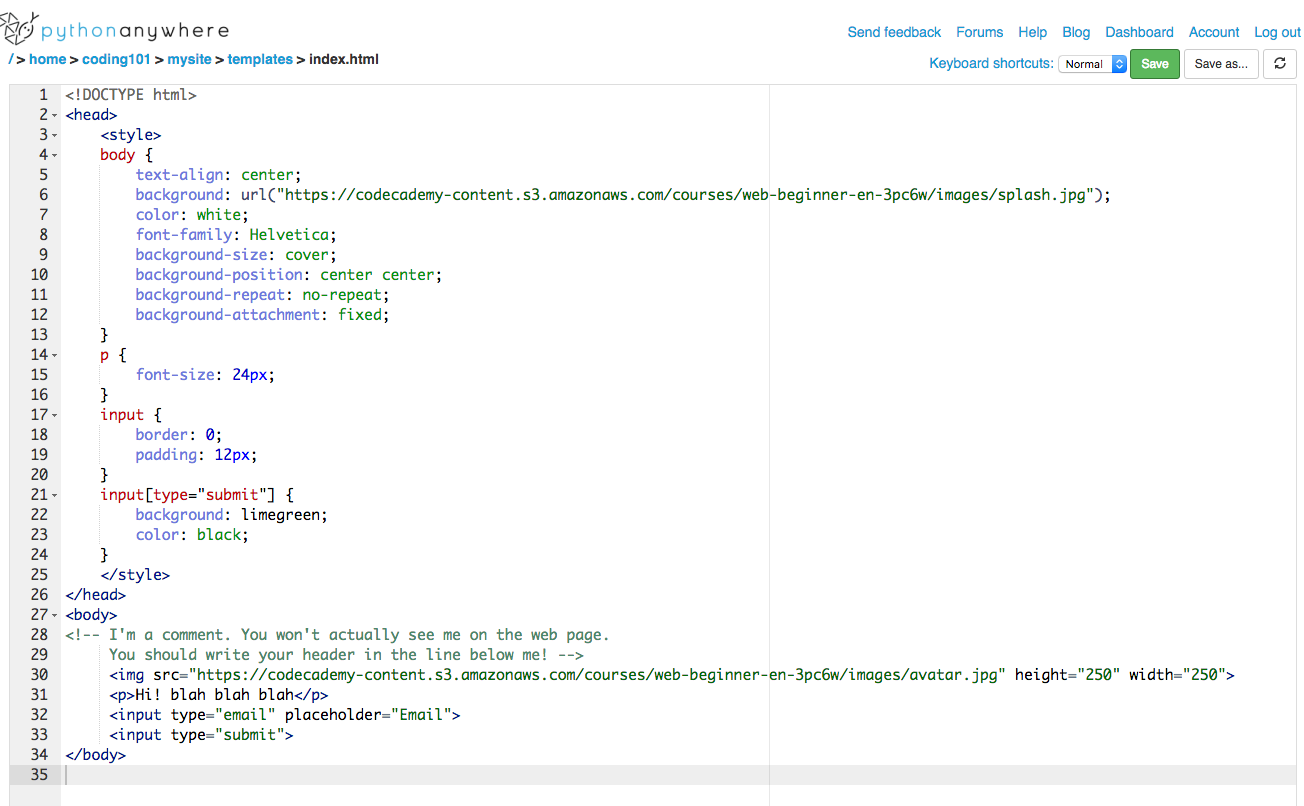 pythonanywhere
Send feedback Forums Help Blog Dashboard Account Log out
/ > home > coding101 > mysite > templates > index.html
Keyboard shortcuts: Normal Save Save as...
1 <!DOCTYPE html>
2 <head>
3     <style>
4     body {
5         text-align: center;
6         background: url("https://codecademy-content.s3.amazonaws.com/courses/web-beginner-en-3pc6w/images/splash.jpg");
7         color: white;
8         font-family: Helvetica;
9         background-size: cover;
10         background-position: center center;
11         background-repeat: no-repeat;
12         background-attachment: fixed;
13     }
14     p {
15         font-size: 24px;
16     }
17     input {
18         border: 0;
19         padding: 12px;
20     }
21     input[type="submit"] {
22         background: limegreen;
23         color: black;
24     }
25     </style>
26 </head>
27 <body>
28 <!-- I'm a comment. You won't actually see me on the web page.
29      You should write your header in the line below me! -->
30      <img src="https://codecademy-content.s3.amazonaws.com/courses/web-beginner-en-3pc6w/images/avatar.jpg" height="250" width="250">
31      <p>Hi! blah blah blah</p>
32      <input type="email" placeholder="Email">
33      <input type="submit">
34 </body>
35